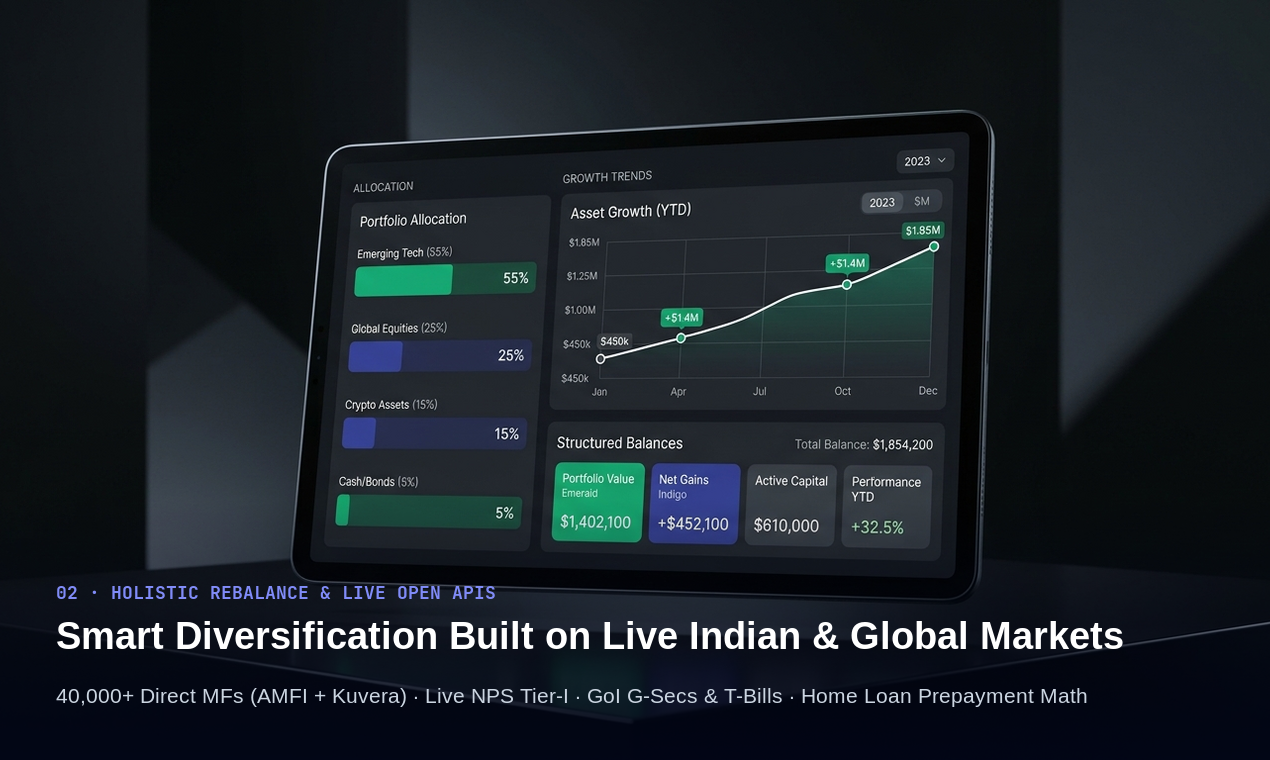 ALLOCATION
Portfolio Allocation
Emerging Tech (S5%)
55%
Global Equities (25%)
25%
Crypto Assets (15%)
15%
Cash/Bonds (5%)
5%
GROWTH TRENDS
2023
Asset Growth (YTD)
2023 $M
$1.85M
$1.25M
$1.00M
$450k
$450k
$450k
+$1.4M
+$1.4M
$1.85M
Jan Apr Jul Oct Dec
Structured Balances
Total Balance: $1,854,200
Portfolio Value
Emeraid
$1,402,100
Net Gains
Indigo
+$452,100
Active Capital
$610,000
Performance
YTD
+32.5%
02 · HOLISTIC REBALANCE & LIVE OPEN APIS
Smart Diversification Built on Live Indian & Global Markets
40,000+ Direct MFs (AMFI + Kuvera) · Live NPS Tier-I · GoI G-Secs & T-Bills · Home Loan Prepayment Math